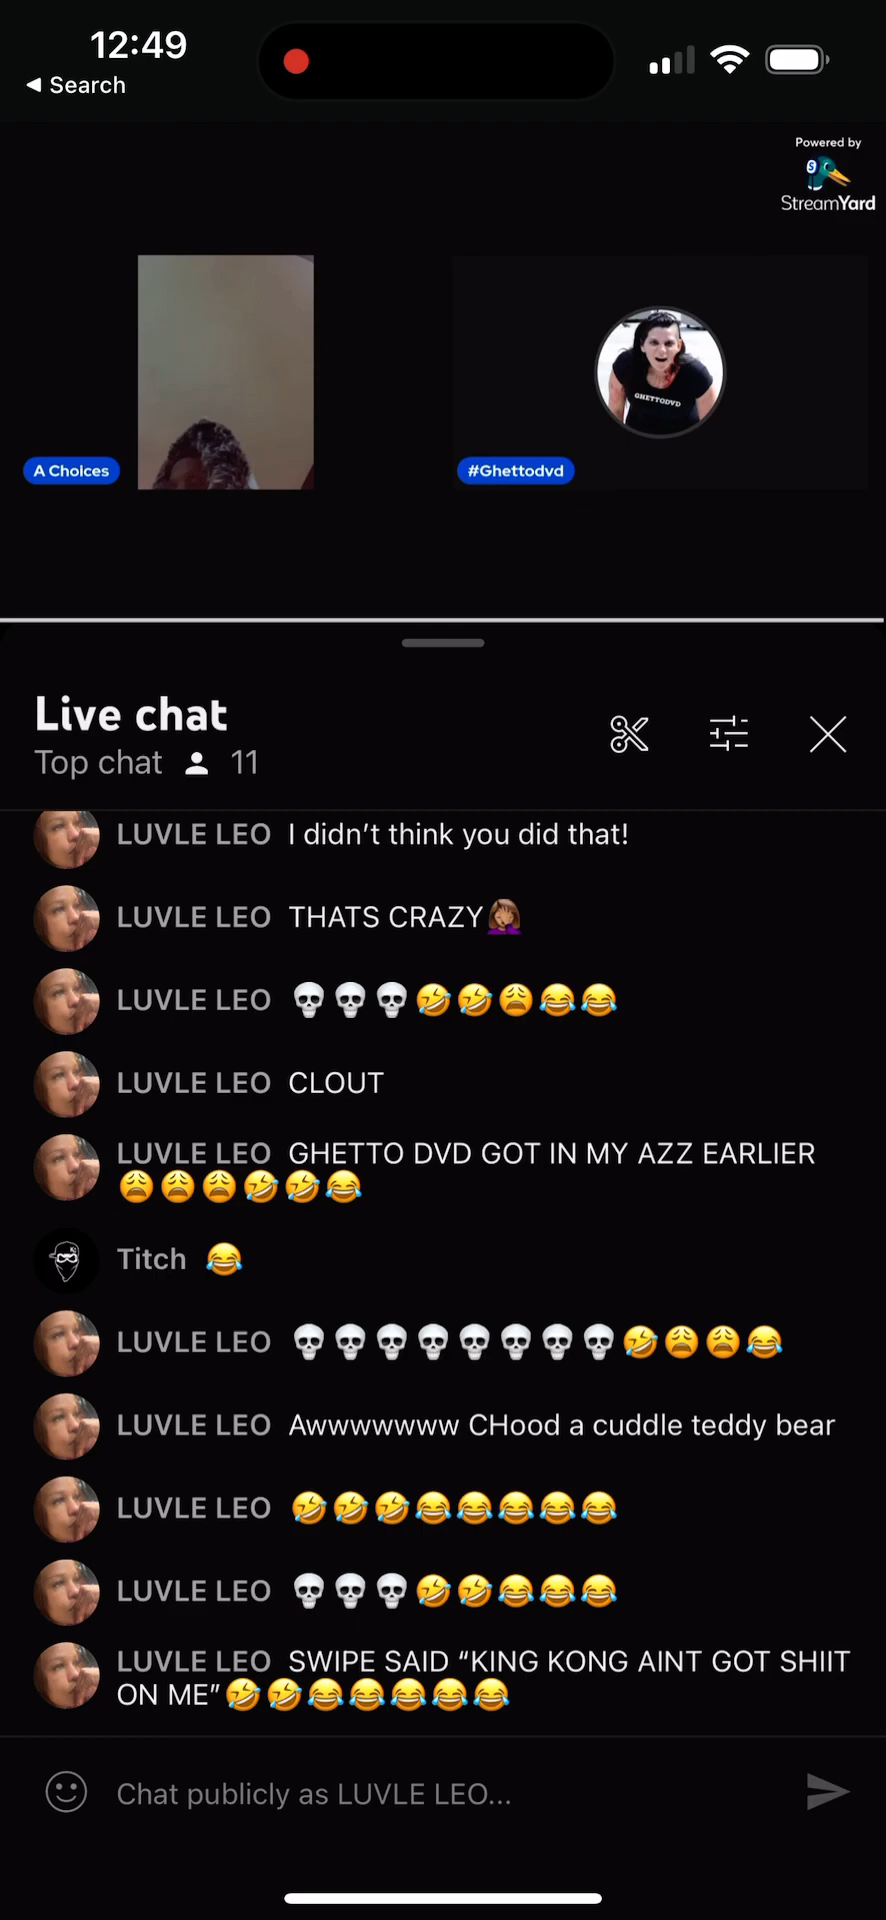 12:49
Search
Powered by
StreamYard
GHETTODVD
A Choices
#Ghettodvd
Live chat
Top chat 11
LUVLE LEO I didn’t think you did that!
LUVLE LEO THATS CRAZY🤦🏽‍♀️
LUVLE LEO 💀💀💀🤣🤣😩😂😂
LUVLE LEO CLOUT
LUVLE LEO GHETTO DVD GOT IN MY AZZ EARLIER
😩😩😩🤣🤣😂
Titch 😂
LUVLE LEO 💀💀💀💀💀💀💀💀🤣😩😩😂
LUVLE LEO Awwwwwww CHood a cuddle teddy bear
LUVLE LEO 🤣🤣🤣😂😂😂😂😂
LUVLE LEO 💀💀💀🤣🤣😂😂😂
LUVLE LEO SWIPE SAID “KING KONG AINT GOT SHIIT
ON ME”🤣🤣😂😂😂😂😂
Chat publicly as LUVLE LEO...